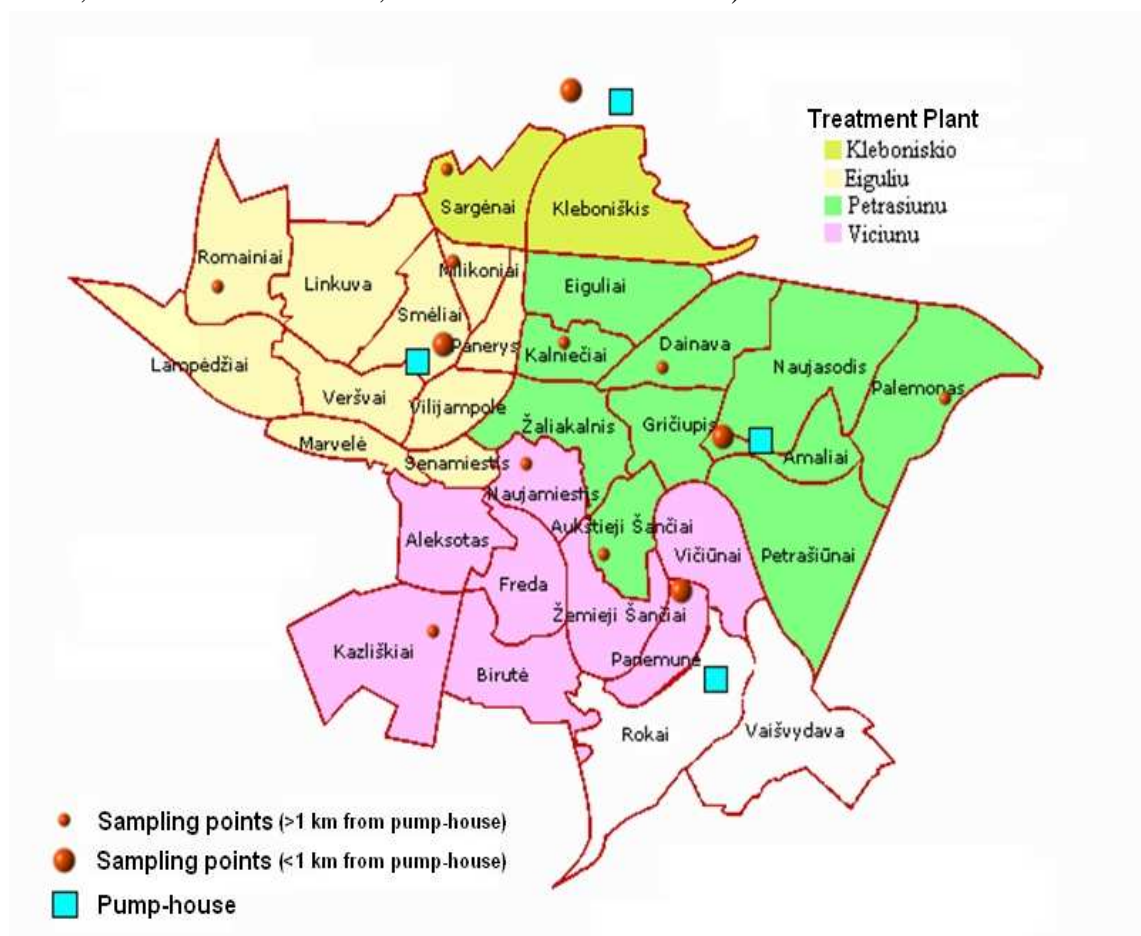 Treatment Plant
Kleboniskio
Eiguliu
Petrasiunu
Viciunu
Sargėnai
Kleboniškis
Romainiai
Linkuva
Milikoniai
Eiguliai
Smėliai
Panerys
Kalniečiai
Dainava
Naujasodis
Lampėdžiai
Palemonas
Veršvai
Vilijampolė
Žaliakalnis
Gričiupis
Marvelė
Amaliai
Senamiestis
Naujamiestis
Aukštieji Šančiai
Aleksotas
Vičiūnai
Petrašiūnai
Freda
Žemieji Šančiai
Kazliškiai
Birutė
Panemunė
Rokai
Vaišvydava
Sampling points (>1 km from pump-house)
Sampling points (<1 km from pump-house)
Pump-house